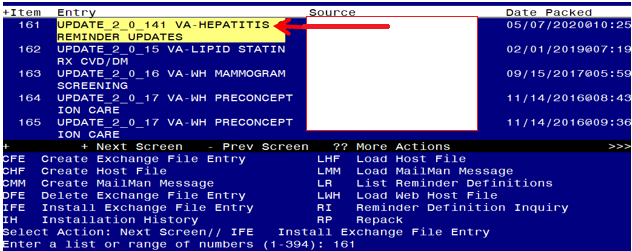 +Item Entry Source Date Packed
161 UPDATE_2_0_141 VA-HEPATITIS 05/07/2020@10:25
REMINDER UPDATES
162 UPDATE_2_0_15 VA-LIPID STATIN 02/01/2019@07:19
RX CVD/DM
163 UPDATE_2_0_16 VA-WH MAMMOGRAM 09/15/2017@05:59
SCREENING
164 UPDATE_2_0_17 VA-WH PRECONCEPT 11/14/2016@08:43
ION CARE
165 UPDATE_2_0_17 VA-WH PRECONCEPT 11/14/2016@09:36
ION CARE
+ + Next Screen - Prev Screen ?? More Actions >>>
CFE Create Exchange File Entry LHF Load Host File
CHF Create Host File LMM Load MailMan Message
CMM Create MailMan Message LR List Reminder Definitions
DFE Delete Exchange File Entry LWH Load Web Host File
IFE Install Exchange File Entry RI Reminder Definition Inquiry
IH Installation History RP Repack
Select Action: Next Screen// IFE Install Exchange File Entry
Enter a list or range of numbers (1-394): 161